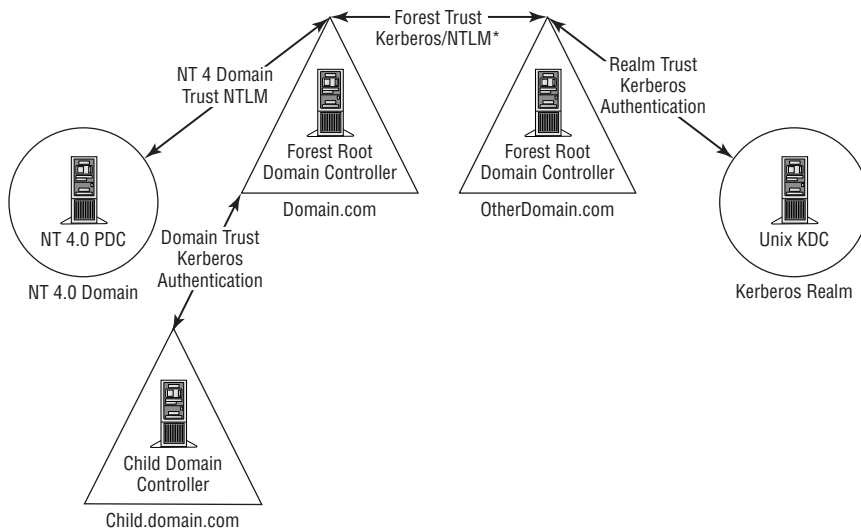 Forest Trust
Kerberos/NTLM*
NT 4 Domain
Trust NTLM
Realm Trust
Kerberos
Authentication
Forest Root
Domain Controller
Domain.com
Forest Root
Domain Controller
OtherDomain.com
NT 4.0 PDC
NT 4.0 Domain
Domain Trust
Kerberos
Authentication
Unix KDC
Kerberos Realm
Child Domain
Controller
Child.domain.com